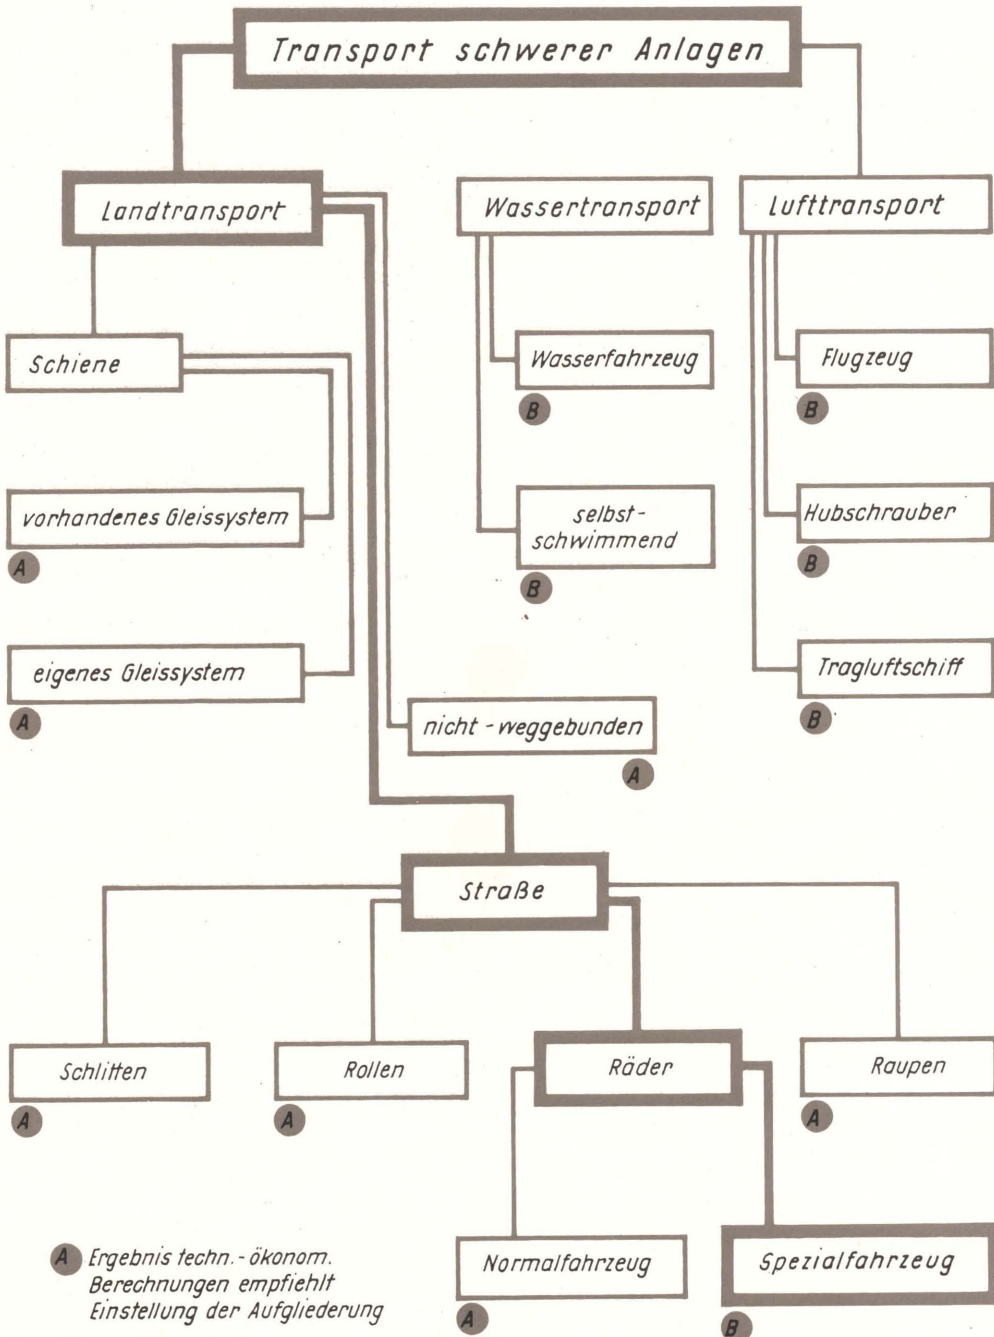 Transport schwerer Anlagen
Landtransport
Wassertransport
Lufttransport
Schiene
Wasserfahrzeug
B
Flugzeug
B
vorhandenes Gleissystem
A
selbst-
schwimmend
B
Hubschrauber
B
eigenes Gleissystem
A
Tragluftschiff
B
nicht-weggebunden
A
Straße
Schlitten
A
Rollen
A
Räder
Raupen
A
Normalfahrzeug
A
Spezialfahrzeug
B
A Ergebnis techn.-ökonom.
Berechnungen empfiehlt
Einstellung der Aufgliederung